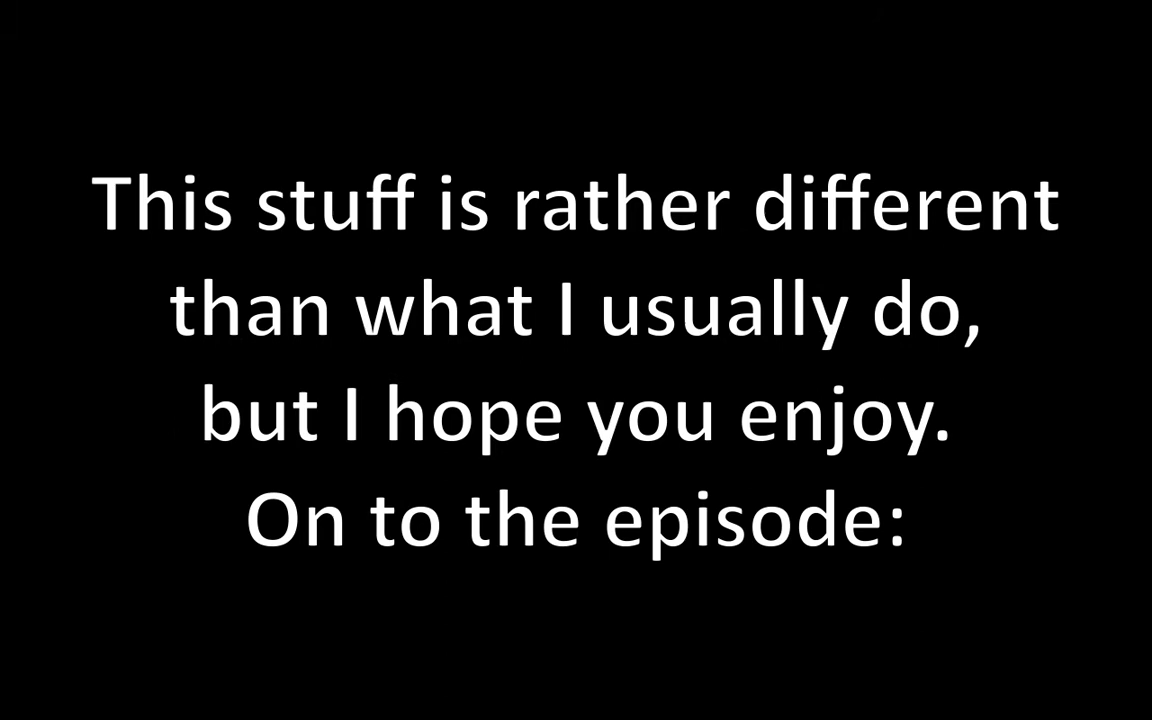 This stuff is rather different
than what I usually do,
but I hope you enjoy.
On to the episode: